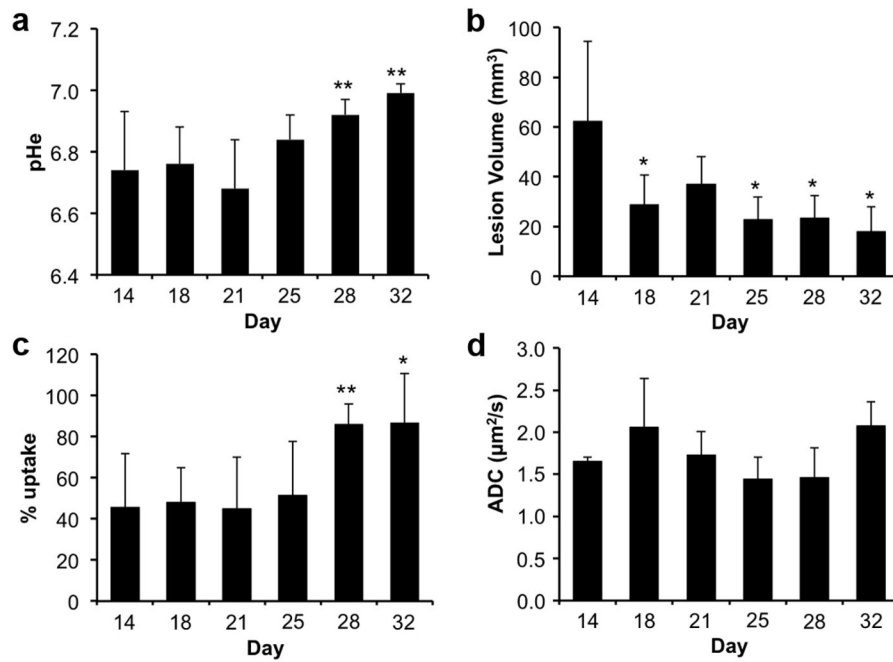 a
7.2
7.0
6.8
6.6
6.4
pHe
** **
14 18 21 25 28 32
Day
b
100
80
60
40
20
0
Lesion Volume (mm³)
* * * *
14 18 21 25 28 32
Day
c
120
100
80
60
40
20
0
% uptake
** *
14 18 21 25 28 32
Day
d
3.0
2.5
2.0
1.5
1.0
0.5
0.0
ADC (µm²/s)
14 18 21 25 28 32
Day